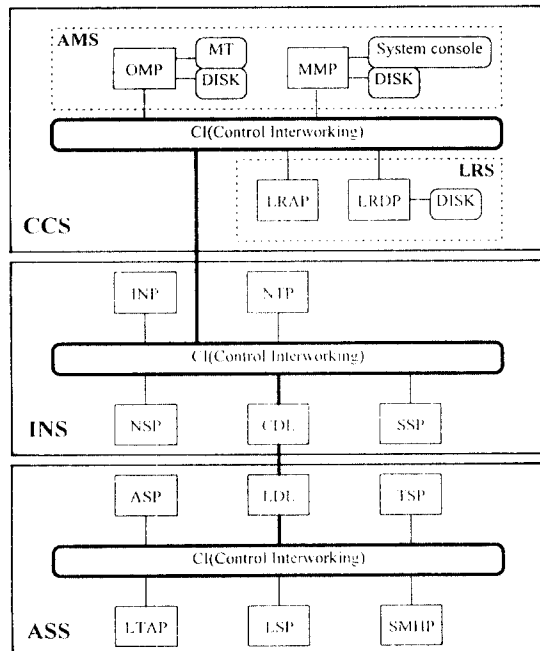 AMS
MT
System console
OMP
MMP
DISK
DISK
CI(Control Interworking)
LRS
LRAP
LRDP
DISK
CCS
INP
NTP
CI(Control Interworking)
NSP
CDL
SSP
INS
ASP
LDL
TSP
CI(Control Interworking)
LTAP
LSP
SMHP
ASS